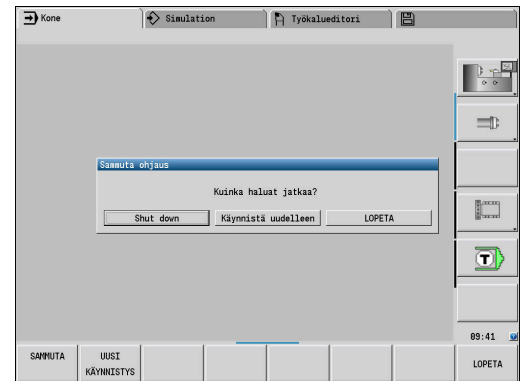 Kone
Simulation
Työkalueditori
Sammuta ohjaus
Kuinka haluat jatkaa?
Shut down
Käynnistä uudelleen
LOPETA
T
09:41
SAMMUTA
UUSI
KÄYNNISTYS
LOPETA